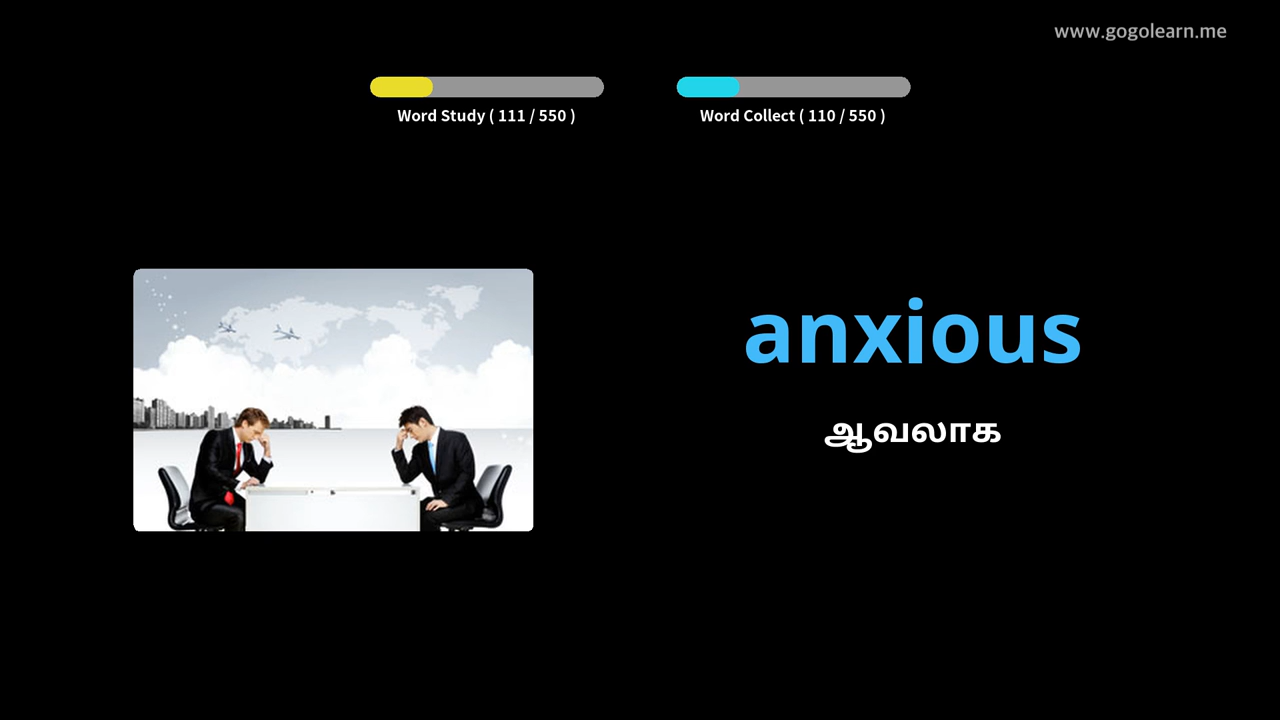 www.gogolearn.me
Word Study ( 111 / 550 )
Word Collect ( 110 / 550 )
anxious
ஆவலாக